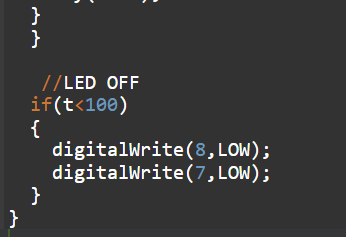 }
}
//LED OFF
if(t<100)
{
digitalWrite(8,LOW);
digitalWrite(7,LOW);
}
}